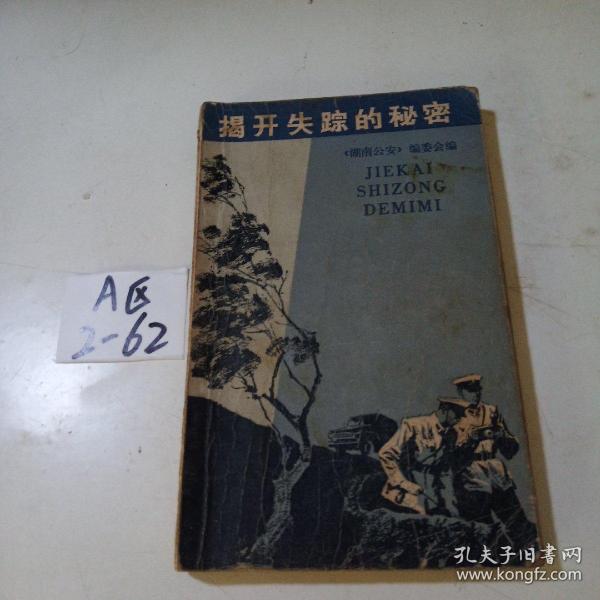 揭开失踪的秘密
《湖南公安》编委会编
JIEKAI
SHIZONG
DEMIMI
A区
2-62
孔夫子旧书网
www.kongfz.com